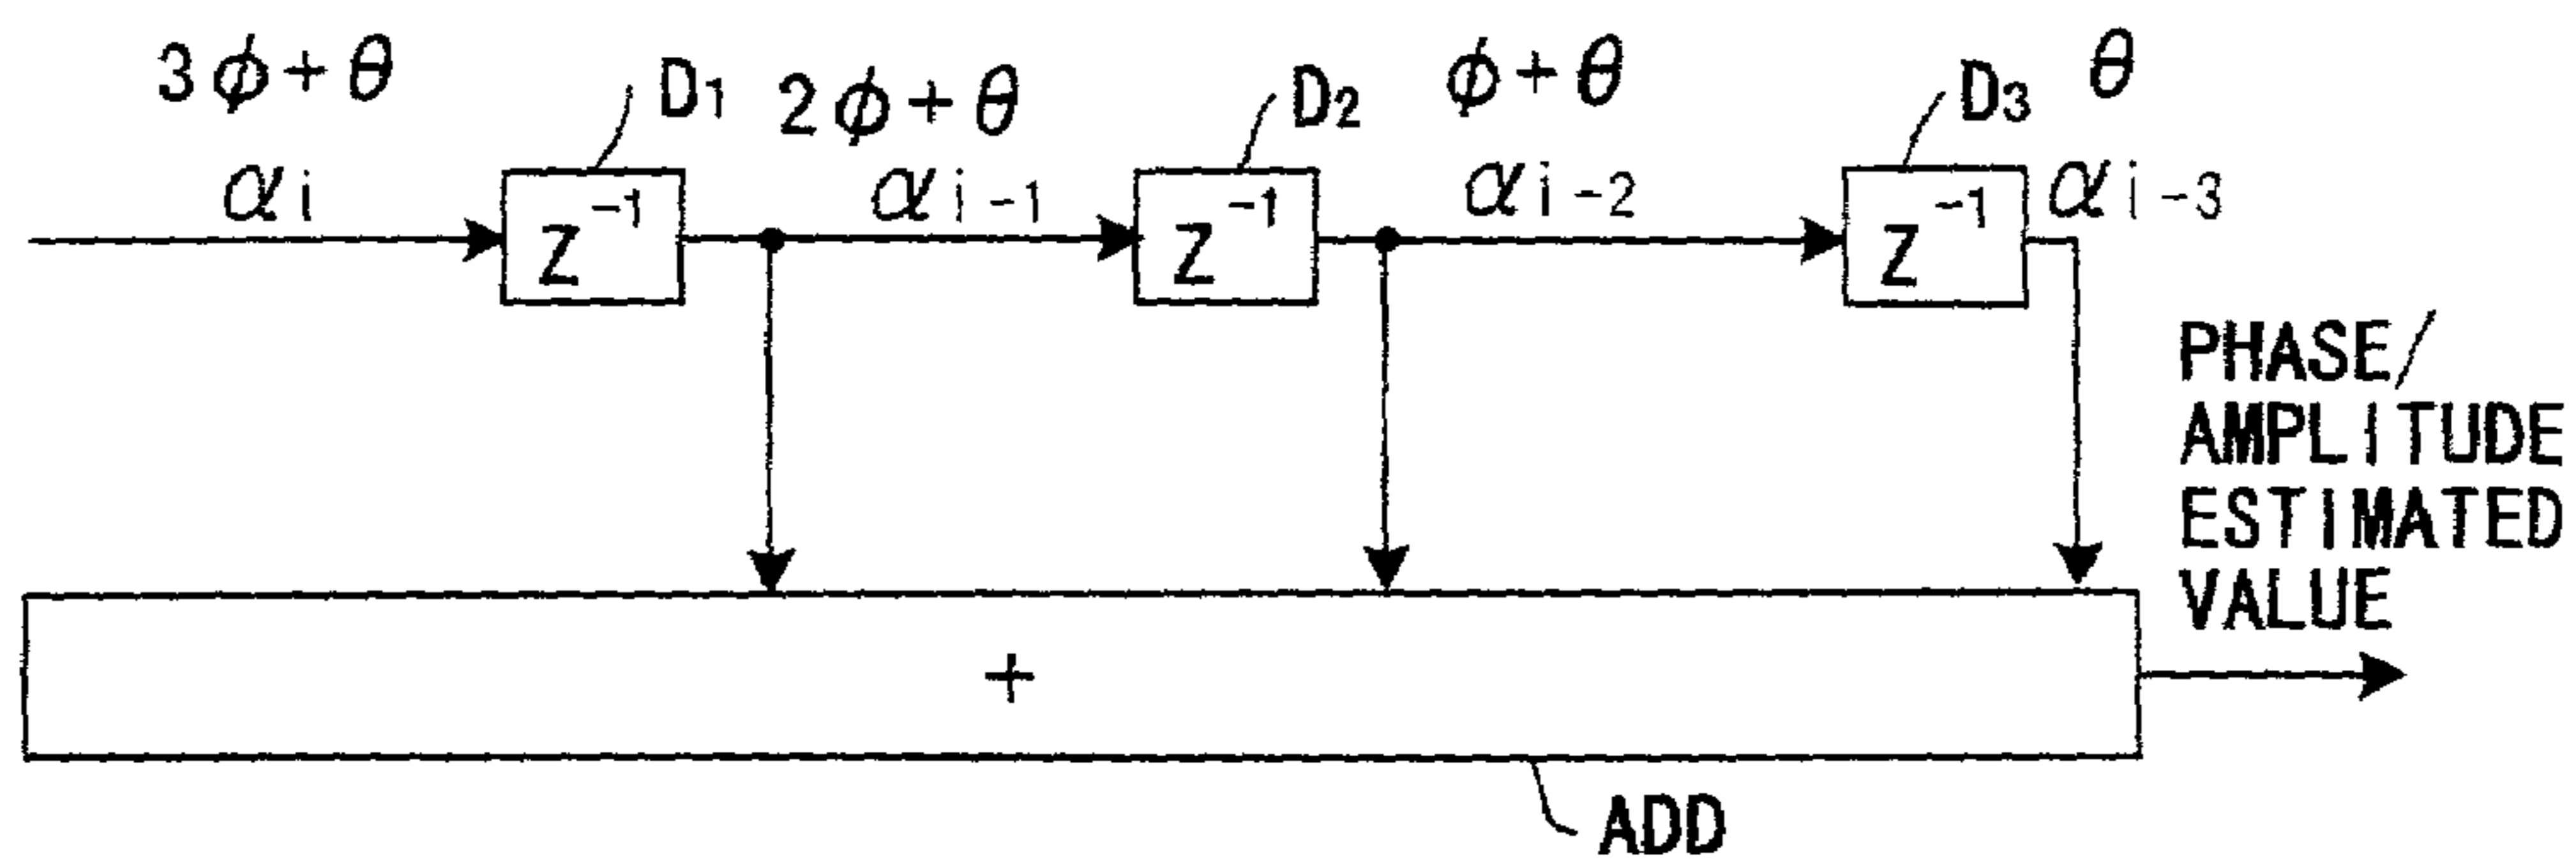 3φ+θ
D1
2φ+θ
D2
φ+θ
D3
θ
αi
Z⁻¹
αi-1
Z⁻¹
αi-2
Z⁻¹
αi-3
PHASE/
AMPLITUDE
ESTIMATED
VALUE
+
ADD